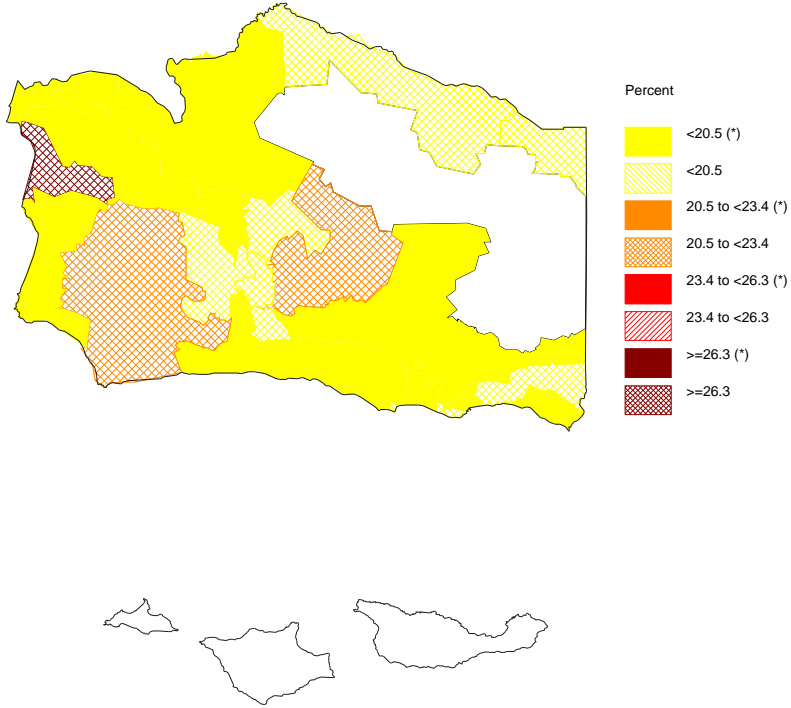 Percent
<20.5 (*)
<20.5
20.5 to <23.4 (*)
20.5 to <23.4
23.4 to <26.3 (*)
23.4 to <26.3
>=26.3 (*)
>=26.3